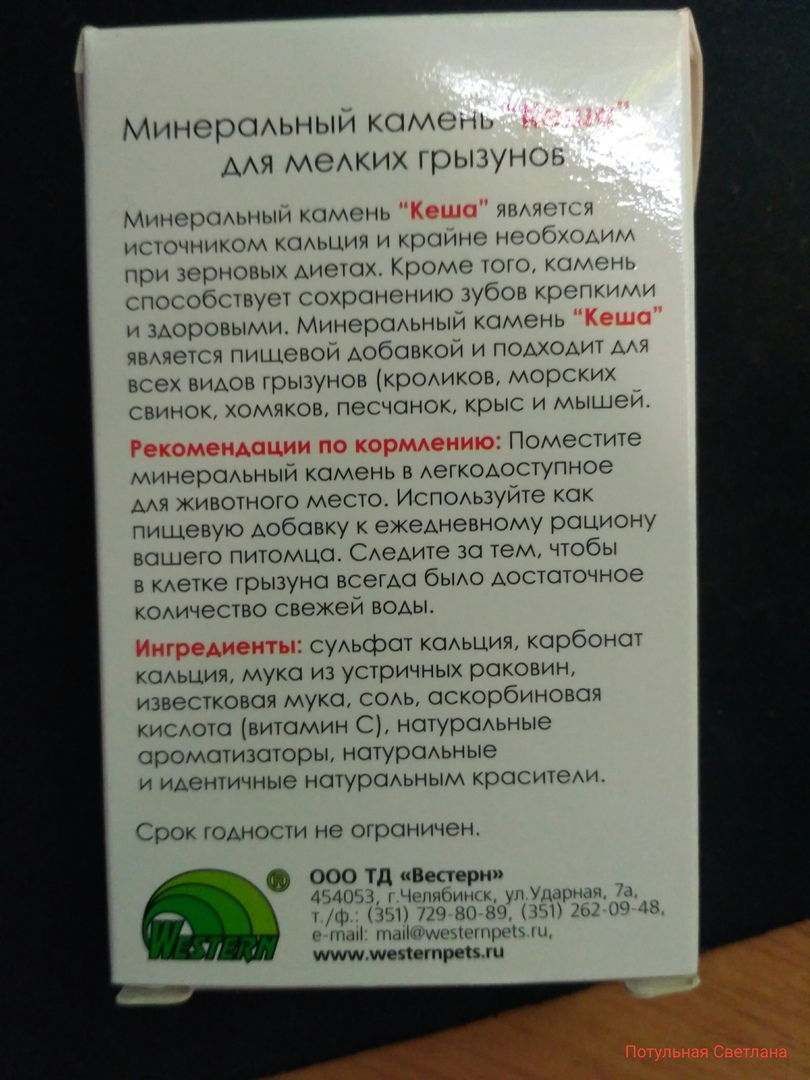 Минеральный камень "Кеша"
для мелких грызунов
Минеральный камень "Кеша" является
источником кальция и крайне необходим
при зерновых диетах. Кроме того, камень
способствует сохранению зубов крепкими
и здоровыми. Минеральный камень "Кеша"
является пищевой добавкой и подходит для
всех видов грызунов (кроликов, морских
свинок, хомяков, песчанок, крыс и мышей.
Рекомендации по кормлению: Поместите
минеральный камень в легкодоступное
для животного место. Используйте как
пищевую добавку к ежедневному рациону
вашего питомца. Следите за тем, чтобы
в клетке грызуна всегда было достаточное
количество свежей воды.
Ингредиенты: сульфат кальция, карбонат
кальция, мука из устричных раковин,
известковая мука, соль, аскорбиновая
кислота (витамин С), натуральные
ароматизаторы, натуральные
и идентичные натуральным красители.
Срок годности не ограничен.
WESTERN ®
ООО ТД «Вестерн»
454053, г.Челябинск, ул.Ударная, 7а,
т./ф.: (351) 729-80-89, (351) 262-09-48,
e-mail: mail@westernpets.ru,
www.westernpets.ru
Потульная Светлана